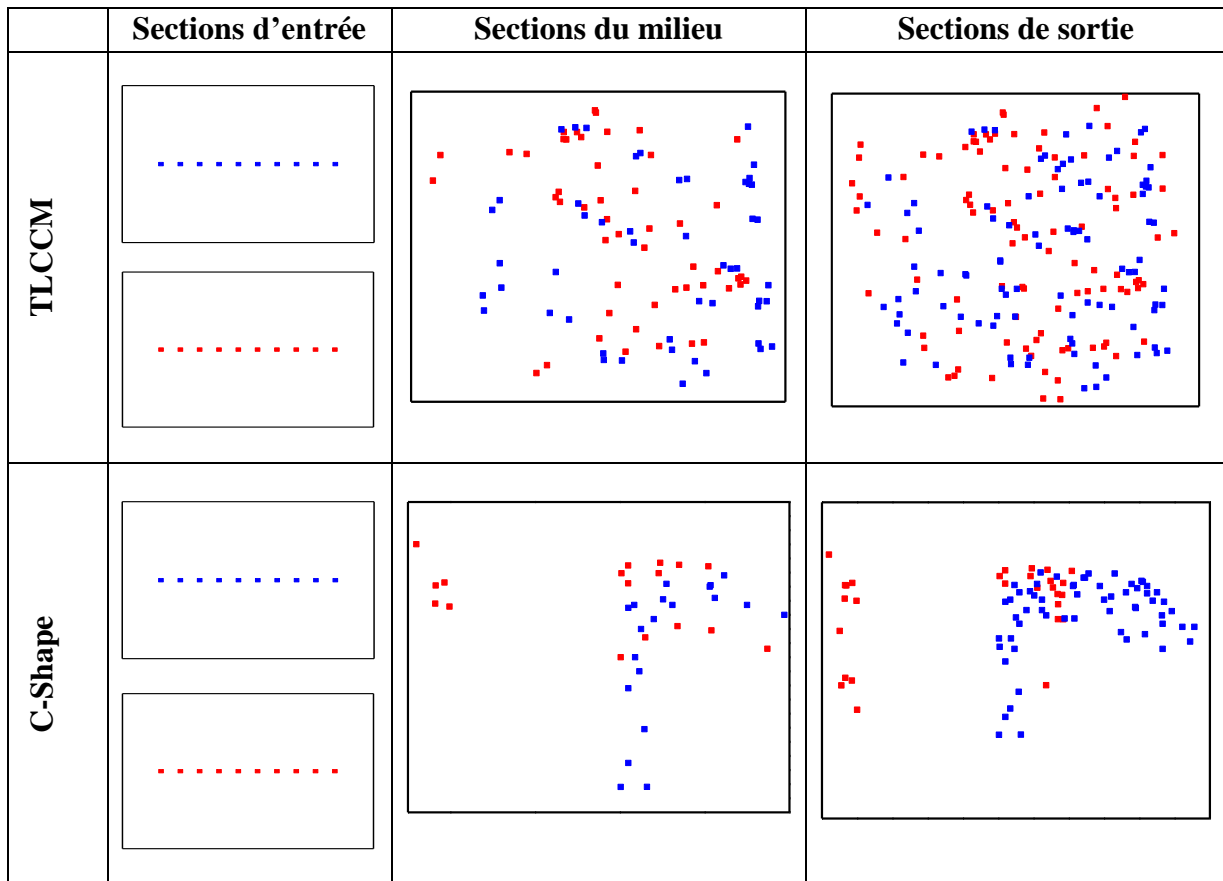 Sections d’entrée
Sections du milieu
Sections de sortie
TLCCM
C-Shape